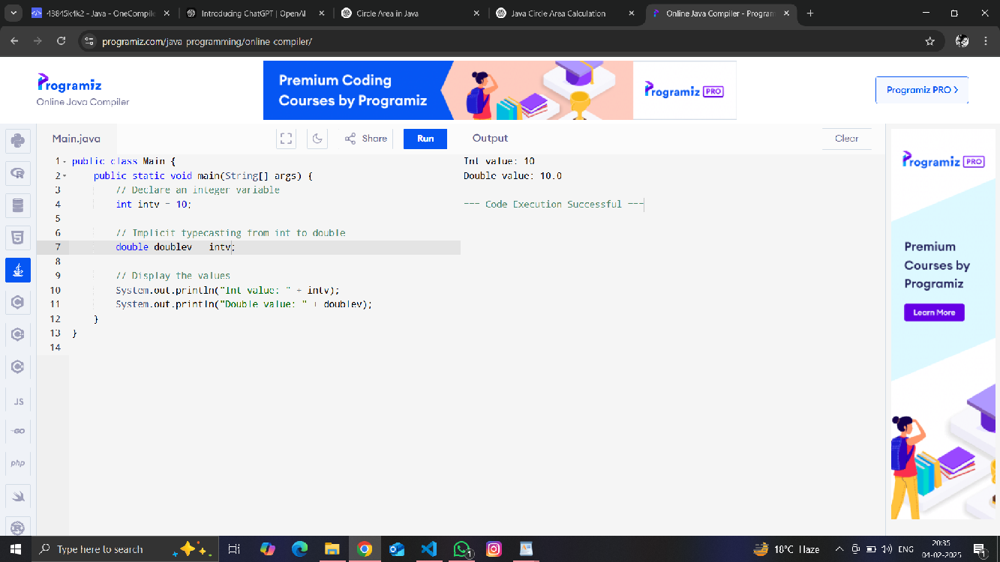 43845k4k2 - Java - OneCompile
Introducing ChatGPT | OpenAI
Circle Area in Java
Java Circle Area Calculation
Online Java Compiler - Program
programiz.com/java-programming/online-compiler/
Programiz
Online Java Compiler
Premium Coding
Courses by Programiz
Programiz PRO
Programiz PRO >
Main.java
Share
Run
Output
Clear
1 public class Main {
2 public static void main(String[] args) {
3 // Declare an integer variable
4 int intv = 10;
5
6 // Implicit typecasting from int to double
7 double doublev = intv;
8
9 // Display the values
10 System.out.println("Int value: " + intv);
11 System.out.println("Double value: " + doublev);
12 }
13 }
14
Int value: 10
Double value: 10.0
=== Code Execution Successful ===
Programiz PRO
Premium
Courses by
Programiz
Learn More
JS
GO
php
Type here to search
1
18°C Haze
ENG
20:35
04-02-2025
1